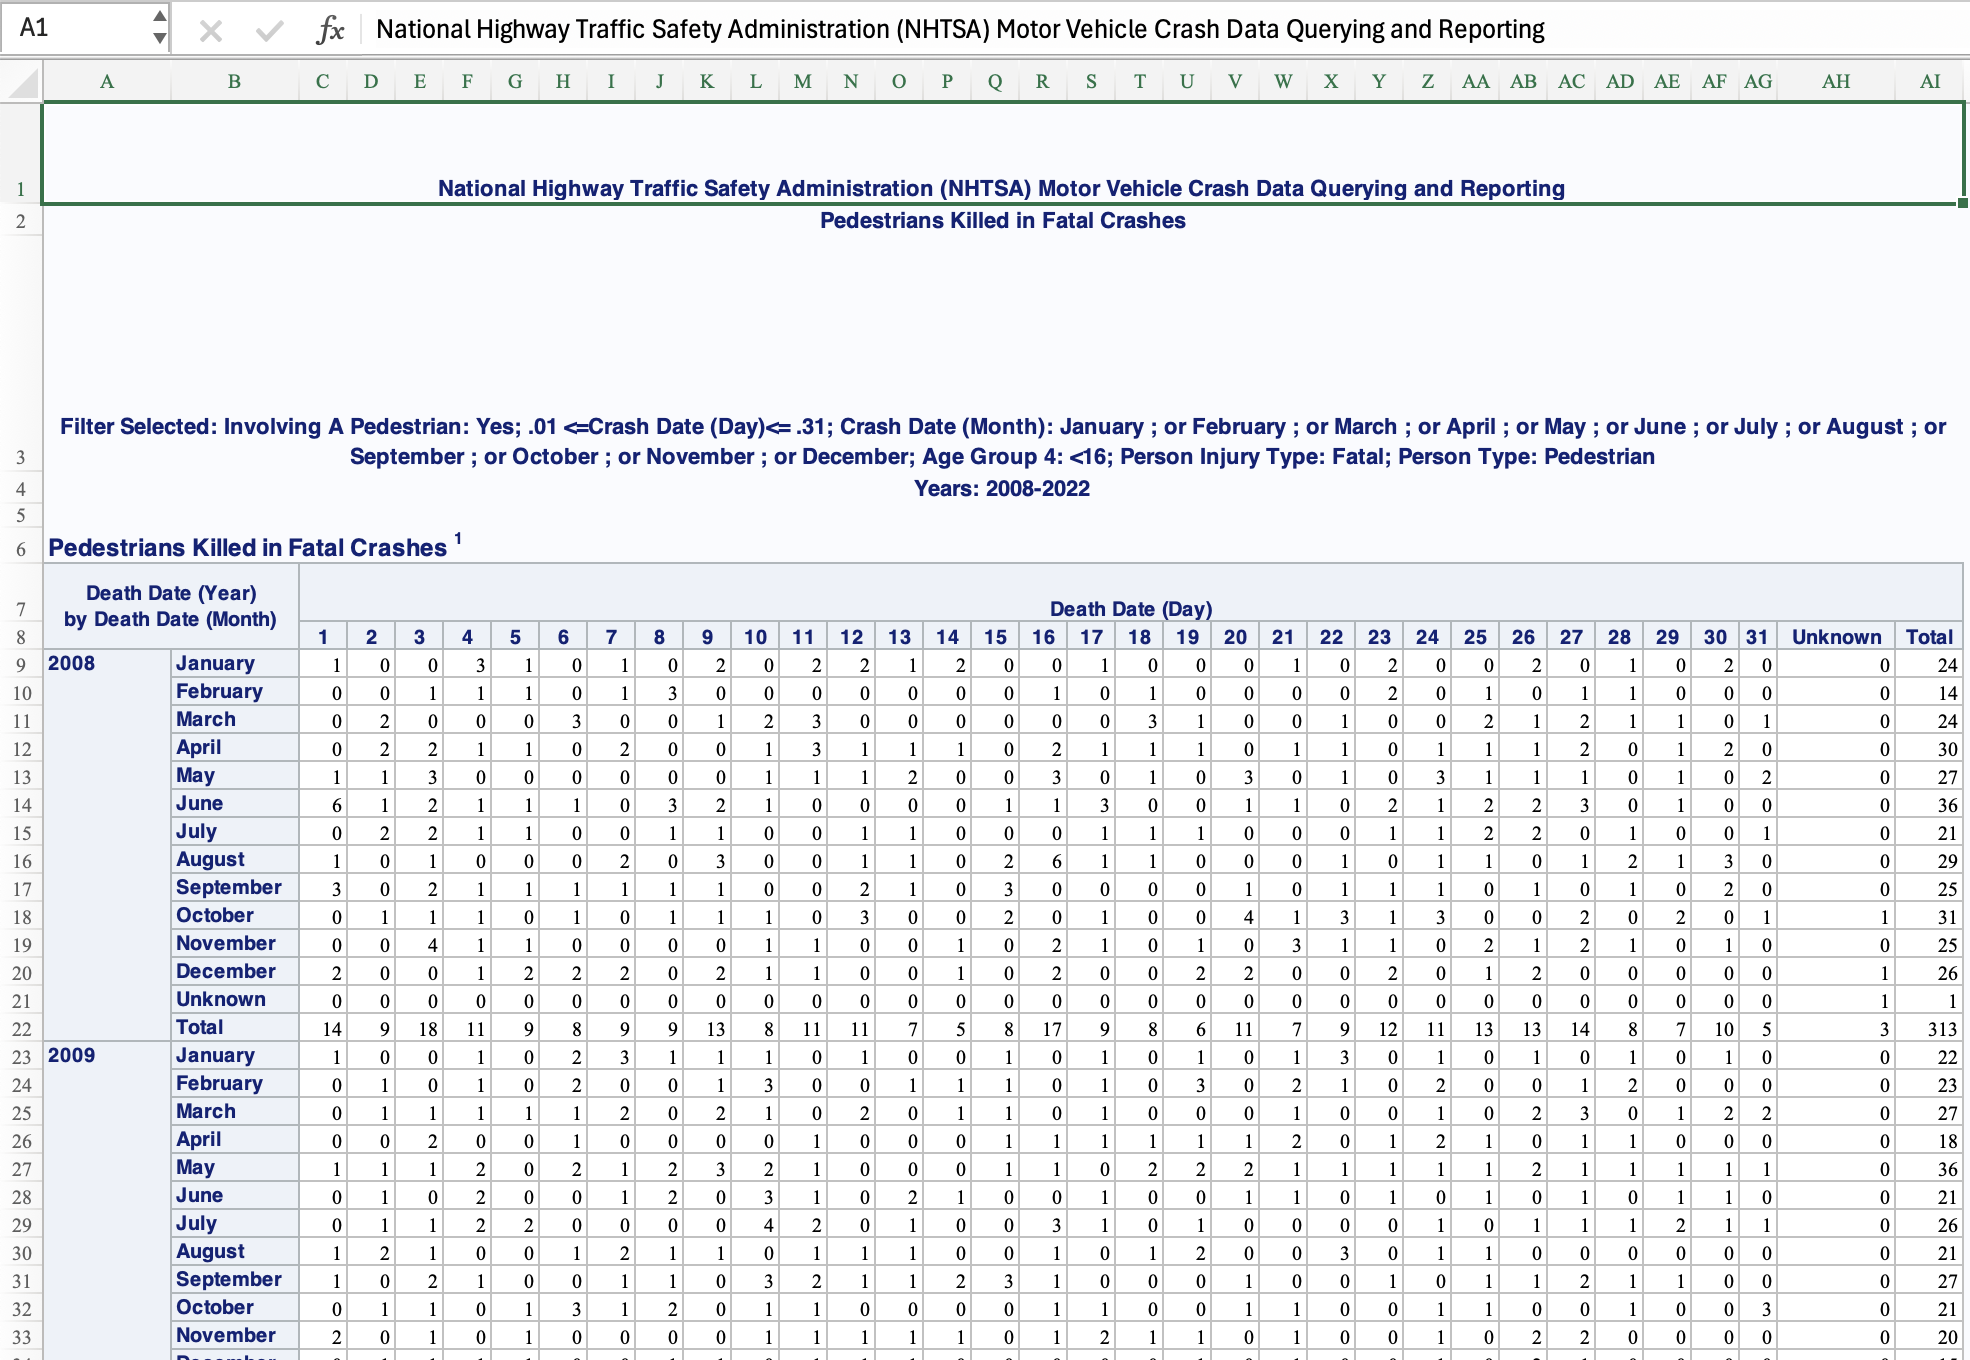 A1 fx National Highway Traffic Safety Administration (NHTSA) Motor Vehicle Crash Data Querying and Reporting
A B C D E F G H I J K L M N O P Q R S T U V W X Y Z AA AB AC AD AE AF AG AH AI
1 National Highway Traffic Safety Administration (NHTSA) Motor Vehicle Crash Data Querying and Reporting
2 Pedestrians Killed in Fatal Crashes
Filter Selected: Involving A Pedestrian: Yes; .01 <=Crash Date (Day)<= .31; Crash Date (Month): January ; or February ; or March ; or April ; or May ; or June ; or July ; or August ; or
3 September ; or October ; or November ; or December; Age Group 4: <16; Person Injury Type: Fatal; Person Type: Pedestrian
4 Years: 2008-2022
5
6 Pedestrians Killed in Fatal Crashes 1
Death Date (Year)
7 by Death Date (Month) Death Date (Day)
8 1 2 3 4 5 6 7 8 9 10 11 12 13 14 15 16 17 18 19 20 21 22 23 24 25 26 27 28 29 30 31 Unknown Total
9 2008 January 1 0 0 3 1 0 1 0 2 0 2 2 1 2 0 0 1 0 0 0 1 0 2 0 0 2 0 1 0 2 0 0 24
10 February 0 0 1 1 1 0 1 3 0 0 0 0 0 0 0 1 0 1 0 0 0 0 2 0 1 0 1 1 0 0 0 0 14
11 March 0 2 0 0 0 3 0 0 1 2 3 0 0 0 0 0 0 3 1 0 0 1 0 0 2 1 2 1 1 0 1 0 24
12 April 0 2 2 1 1 0 2 0 0 1 3 1 1 1 0 2 1 1 1 0 1 1 0 1 1 1 2 0 1 2 0 0 30
13 May 1 1 3 0 0 0 0 0 0 1 1 1 2 0 0 3 0 1 0 3 0 1 0 3 1 1 1 0 1 0 2 0 27
14 June 6 1 2 1 1 1 0 3 2 1 0 0 0 0 1 1 3 0 0 1 1 0 2 1 2 2 3 0 1 0 0 0 36
15 July 0 2 2 1 1 0 0 1 1 0 0 1 1 0 0 0 1 1 1 0 0 0 1 1 2 2 0 1 0 0 1 0 21
16 August 1 0 1 0 0 0 2 0 3 0 0 1 1 0 2 6 1 1 0 0 0 1 0 1 1 0 1 2 1 3 0 0 29
17 September 3 0 2 1 1 1 1 1 1 0 0 2 1 0 3 0 0 0 0 1 0 1 1 1 0 1 0 1 0 2 0 0 25
18 October 0 1 1 1 0 1 0 1 1 1 0 3 0 0 2 0 1 0 0 4 1 3 1 3 0 0 2 0 2 0 1 1 31
19 November 0 0 4 1 1 0 0 0 0 1 1 0 0 1 0 2 1 0 1 0 3 1 1 0 2 1 2 1 0 1 0 0 25
20 December 2 0 0 1 2 2 2 0 2 1 1 0 0 1 0 2 0 0 2 2 0 0 2 0 1 2 0 0 0 0 0 1 26
21 Unknown 0 0 0 0 0 0 0 0 0 0 0 0 0 0 0 0 0 0 0 0 0 0 0 0 0 0 0 0 0 0 0 1 1
22 Total 14 9 18 11 9 8 9 9 13 8 11 11 7 5 8 17 9 8 6 11 7 9 12 11 13 13 14 8 7 10 5 3 313
23 2009 January 1 0 0 1 0 2 3 1 1 1 0 1 0 0 1 0 1 0 1 0 1 3 0 1 0 1 0 1 0 1 0 0 22
24 February 0 1 0 1 0 2 0 0 1 3 0 0 1 1 1 0 1 0 3 0 2 1 0 2 0 0 1 2 0 0 0 0 23
25 March 0 1 1 1 1 1 2 0 2 1 0 2 0 1 1 0 1 0 0 0 1 0 0 1 0 2 3 0 1 2 2 0 27
26 April 0 0 2 0 0 1 0 0 0 0 1 0 0 0 1 1 1 1 1 1 2 0 1 2 1 0 1 1 0 0 0 0 18
27 May 1 1 1 2 0 2 1 2 3 2 1 0 0 0 1 1 0 2 2 2 1 1 1 1 1 2 1 1 1 1 1 0 36
28 June 0 1 0 2 0 0 1 2 0 3 1 0 2 1 0 0 1 0 0 1 1 0 1 0 1 0 1 0 1 1 0 0 21
29 July 0 1 1 2 2 0 0 0 0 4 2 0 1 0 0 3 1 0 1 0 0 0 0 1 0 1 1 1 2 1 1 0 26
30 August 1 2 1 0 0 1 2 1 1 0 1 1 1 0 0 1 0 1 2 0 0 3 0 1 1 0 0 0 0 0 0 0 21
31 September 1 0 2 1 0 0 1 1 0 3 2 1 1 2 3 1 0 0 0 1 0 0 1 0 1 1 2 1 1 0 0 0 27
32 October 0 1 1 0 1 3 1 2 0 1 1 0 0 0 0 1 1 0 0 1 1 0 0 1 1 0 0 1 0 0 3 0 21
33 November 2 0 1 0 1 0 0 0 0 1 1 1 1 1 0 1 2 1 1 0 1 0 0 1 0 2 2 0 0 0 0 0 20